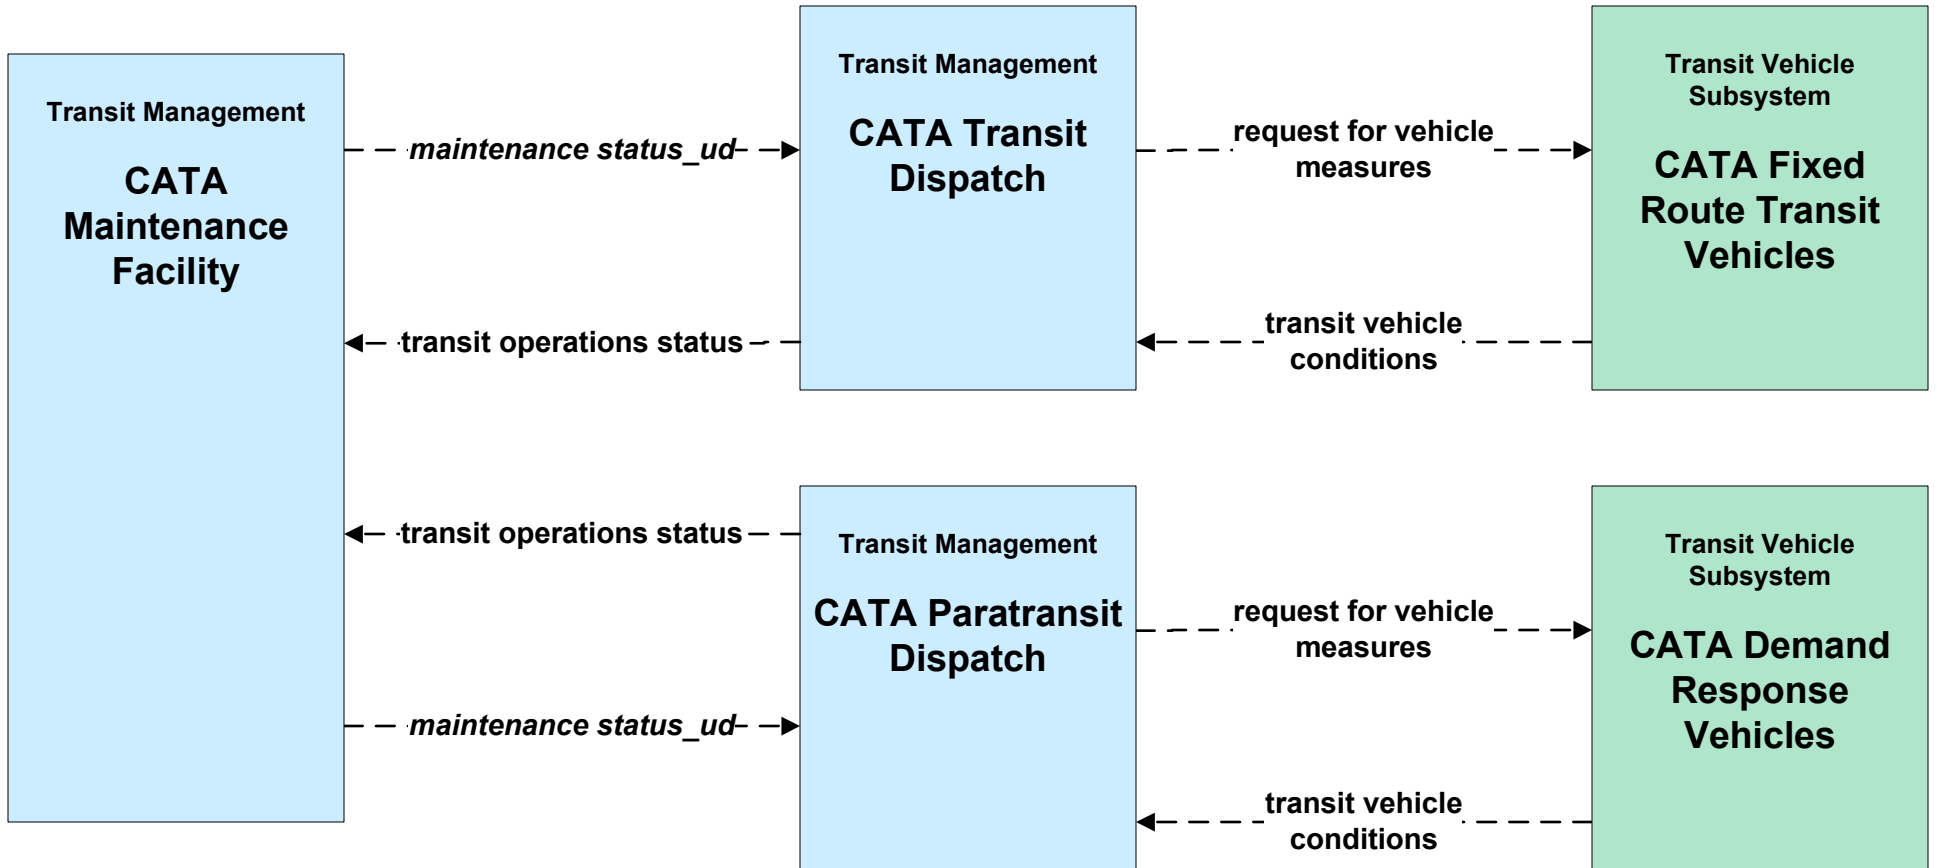 Transit Management
CATA
Maintenance
Facility
maintenance status_ud
transit operations status
transit operations status
maintenance status_ud
Transit Management
CATA Transit
Dispatch
request for vehicle
measures
transit vehicle
conditions
Transit Vehicle
Subsystem
CATA Fixed
Route Transit
Vehicles
Transit Management
CATA Paratransit
Dispatch
request for vehicle
measures
transit vehicle
conditions
Transit Vehicle
Subsystem
CATA Demand
Response
Vehicles